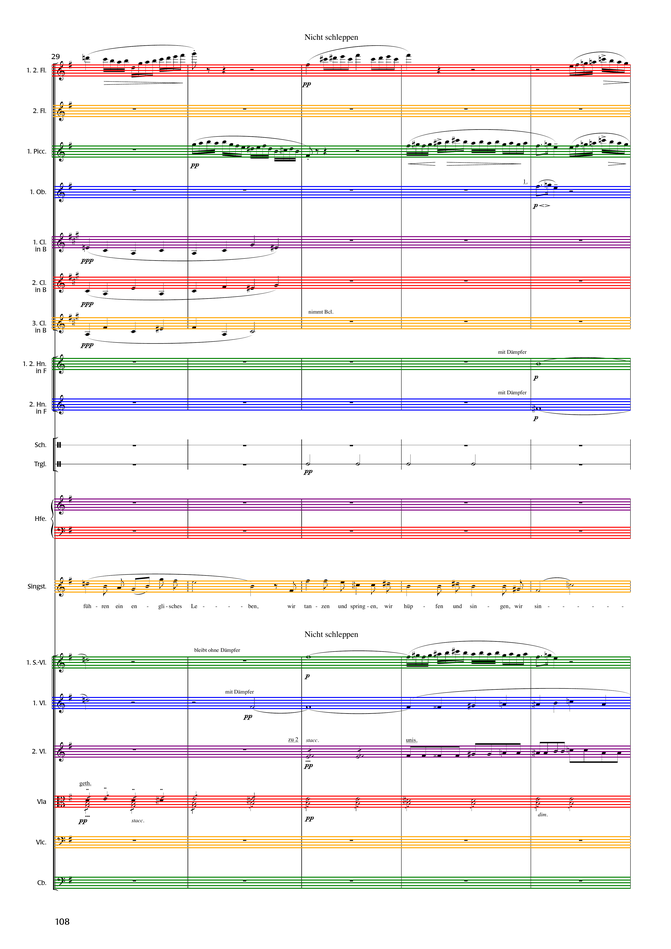 Nicht schleppen
29
1. 2. Fl.
pp
2. Fl.
1. Picc.
pp
1. Ob.
1.
p
1. Cl.
in B
ppp
2. Cl.
in B
ppp
nimmt Bcl.
3. Cl.
in B
ppp
mit Dämpfer
1. 2. Hn.
in F
p
mit Dämpfer
2. Hn.
in F
p
Sch.
Trgl.
pp
Hfe.
Singst.
füh - ren ein en - gli - sches Le - - - - ben, wir tan - zen und spring - en, wir hüp - fen und sin - gen, wir sin - - - - - - - - -
Nicht schleppen
bleibt ohne Dämpfer
1. S.-Vl.
p
mit Dämpfer
1. Vl.
pp
zu 2 stacc. unis.
2. Vl.
pp
geth.
Vla
pp stacc. pp dim.
Vlc.
Cb.
108